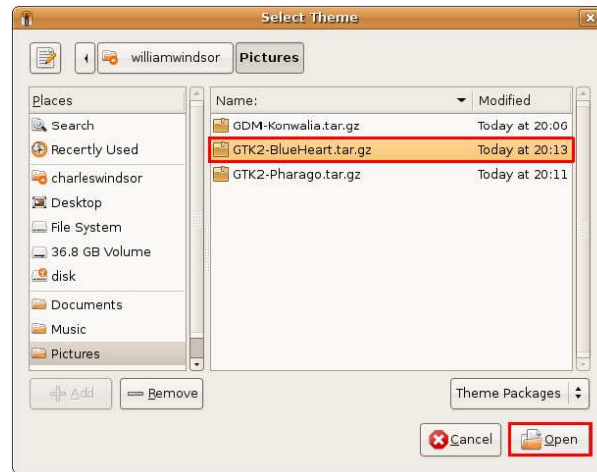 Select Theme
williamwindsor Pictures
Places
Search
Recently Used
charleswindsor
Desktop
File System
36.8 GB Volume
disk
Documents
Music
Pictures
Name: Modified
GDM-Konwalia.tar.gz Today at 20:06
GTK2-BlueHeart.tar.gz Today at 20:13
GTK2-Pharago.tar.gz Today at 20:11
Add Remove
Theme Packages
Cancel Open